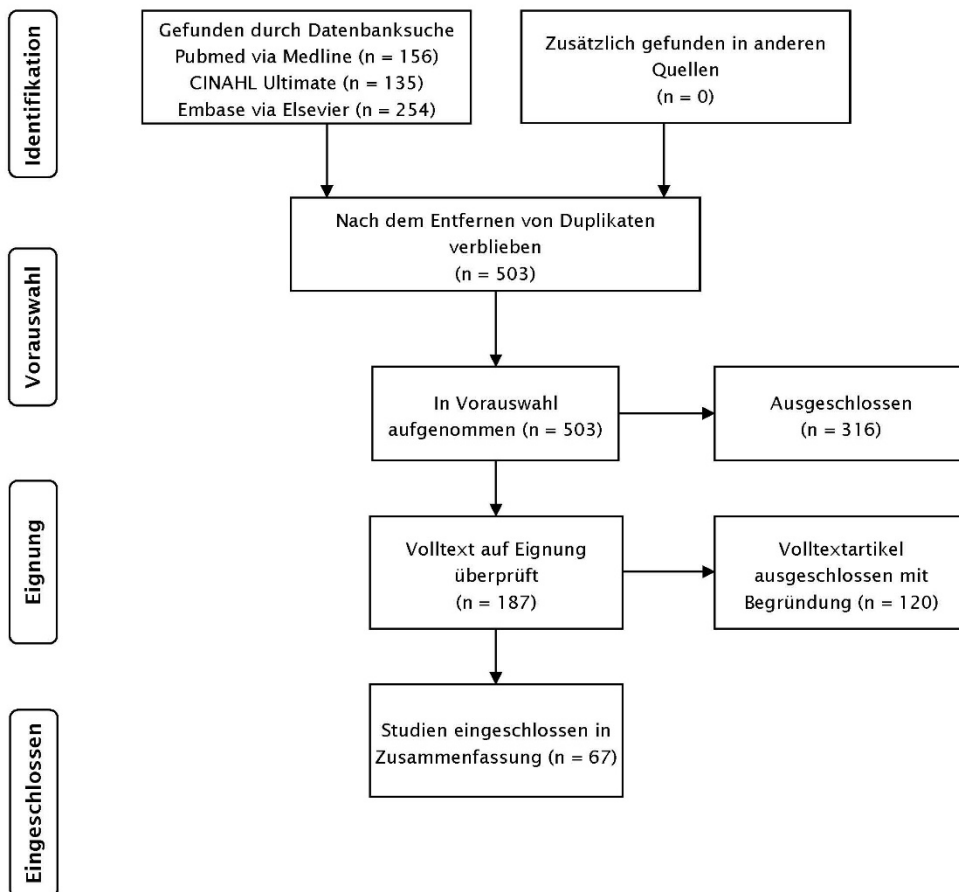 Identifikation
Gefunden durch Datenbanksuche
Pubmed via Medline (n = 156)
CINAHL Ultimate (n = 135)
Embase via Elsevier (n = 254)
Zusätzlich gefunden in anderen
Quellen
(n = 0)
Nach dem Entfernen von Duplikaten
verblieben
(n = 503)
Vorauswahl
In Vorauswahl
aufgenommen (n = 503)
Ausgeschlossen
(n = 316)
Eignung
Volltext auf Eignung
überprüft
(n = 187)
Volltextartikel
ausgeschlossen mit
Begründung (n = 120)
Eingeschlossen
Studien eingeschlossen in
Zusammenfassung (n = 67)